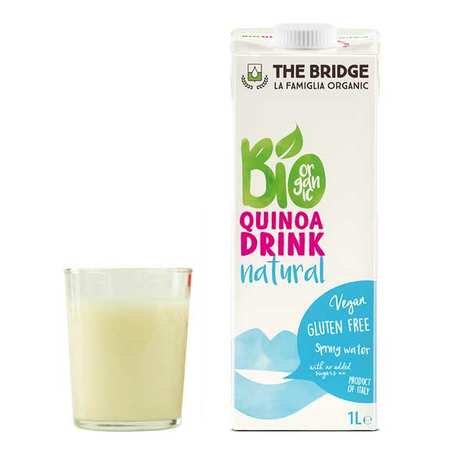 THE BRIDGE
LA FAMIGLIA ORGANIC
Bio
organic
QUINOA
DRINK
natural
Vegan
GLUTEN FREE
Spring water
with no added
sugars
PRODUCT
OF ITALY
1L℮